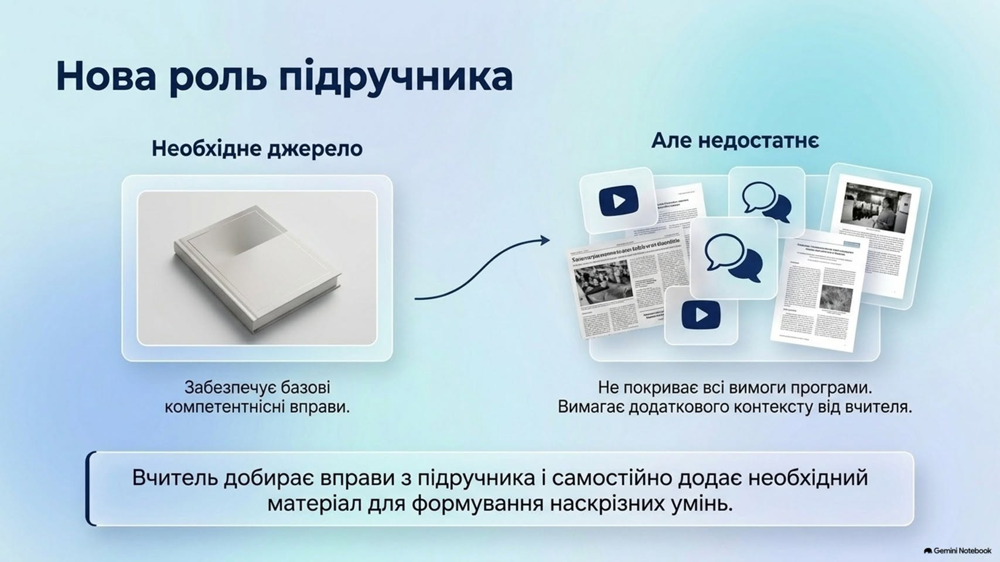 Нова роль підручника
Необхідне джерело
Забезпечує базові
компетентнісні вправи.
Але недостатнє
Не покриває всі вимоги програми.
Вимагає додаткового контексту від вчителя.
Вчитель добирає вправи з підручника і самостійно додає необхідний
матеріал для формування наскрізних умінь.
Gemini Notebook